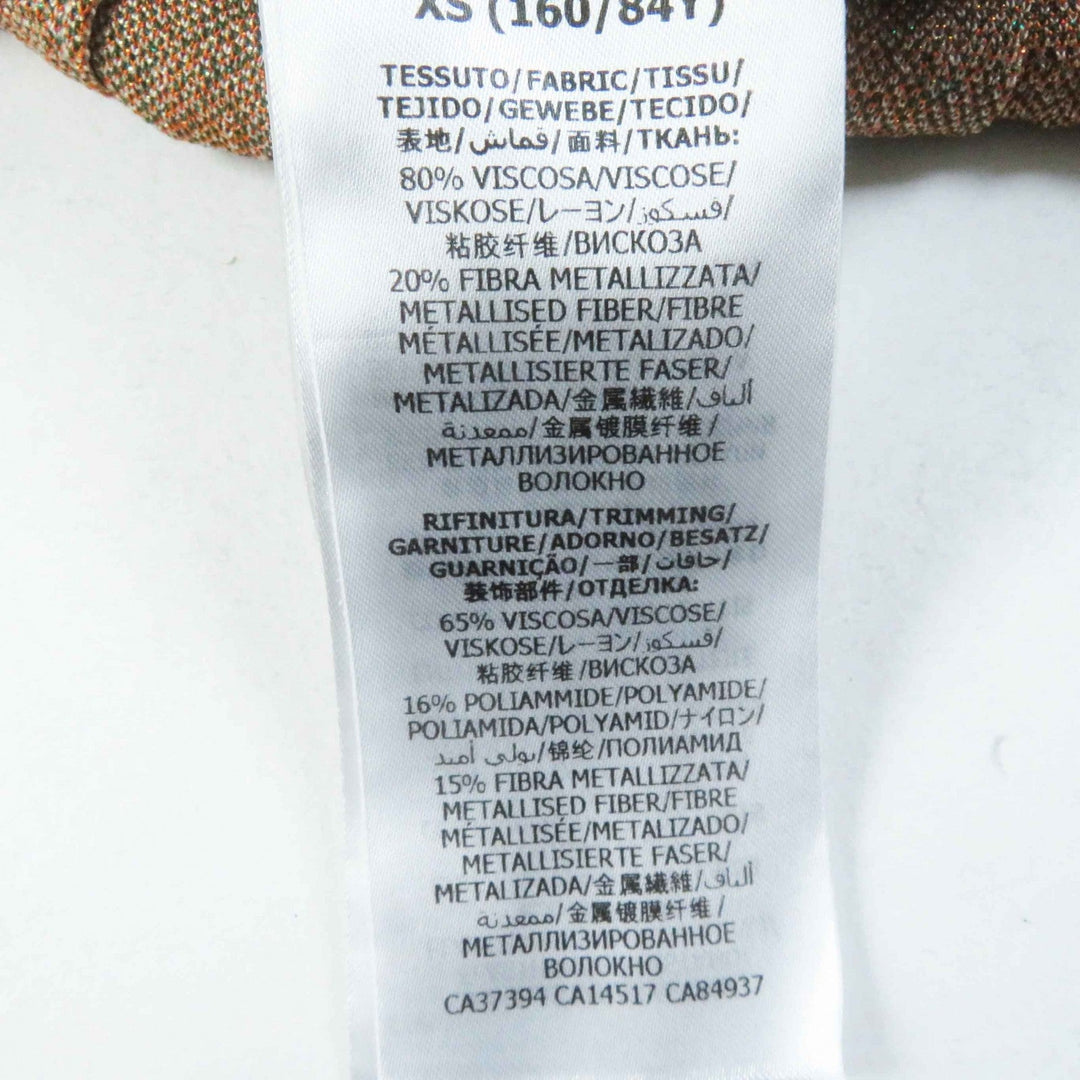 XS (160/84Y)
TESSUTO/FABRIC/TISSU/
TEJIDO/GEWEBE/TECIDO/
表地/قماش/面料/ТКАНЬ:
80% VISCOSA/VISCOSE/
VISKOSE/レーヨン/فسكوز/
粘胶纤维/ВИСКОЗА
20% FIBRA METALLIZZATA/
METALLISED FIBER/FIBRE
MÉTALLISÉE/METALIZADO/
METALLISIERTE FASER/
METALIZADA/金属繊維/ألياف
ممعدنة/金属镀膜纤维/
МЕТАЛЛИЗИРОВАННОЕ
ВОЛОКНО
RIFINITURA/TRIMMING/
GARNITURE/ADORNO/BESATZ/
GUARNIÇÃO/一部/حافات/
装饰部件/ОТДЕЛКА:
65% VISCOSA/VISCOSE/
VISKOSE/レーヨン/فسكوز/
粘胶纤维/ВИСКОЗА
16% POLIAMMIDE/POLYAMIDE/
POLIAMIDA/POLYAMID/ナイロン/
بولي أميد/锦纶/ПОЛИАМИД
15% FIBRA METALLIZZATA/
METALLISED FIBER/FIBRE
MÉTALLISÉE/METALIZADO/
METALLISIERTE FASER/
METALIZADA/金属繊維/ألياف
ممعدنة/金属镀膜纤维/
МЕТАЛЛИЗИРОВАННОЕ
ВОЛОКНО
CA37394 CA14517 CA84937